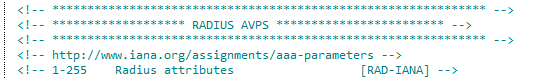 <!-- ****************************************************************** -->
<!-- ******************** RADIUS AVPS ************************* -->
<!-- ****************************************************************** -->
<!-- http://www.iana.org/assignments/aaa-parameters -->
<!-- 1-255    Radius attributes                  [RAD-IANA] -->